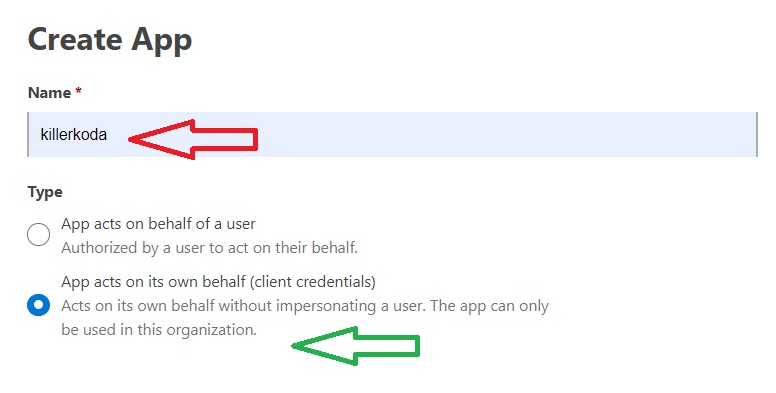 Create App
Name *
killerkoda
Type
App acts on behalf of a user
Authorized by a user to act on their behalf.
App acts on its own behalf (client credentials)
Acts on its own behalf without impersonating a user. The app can only
be used in this organization.